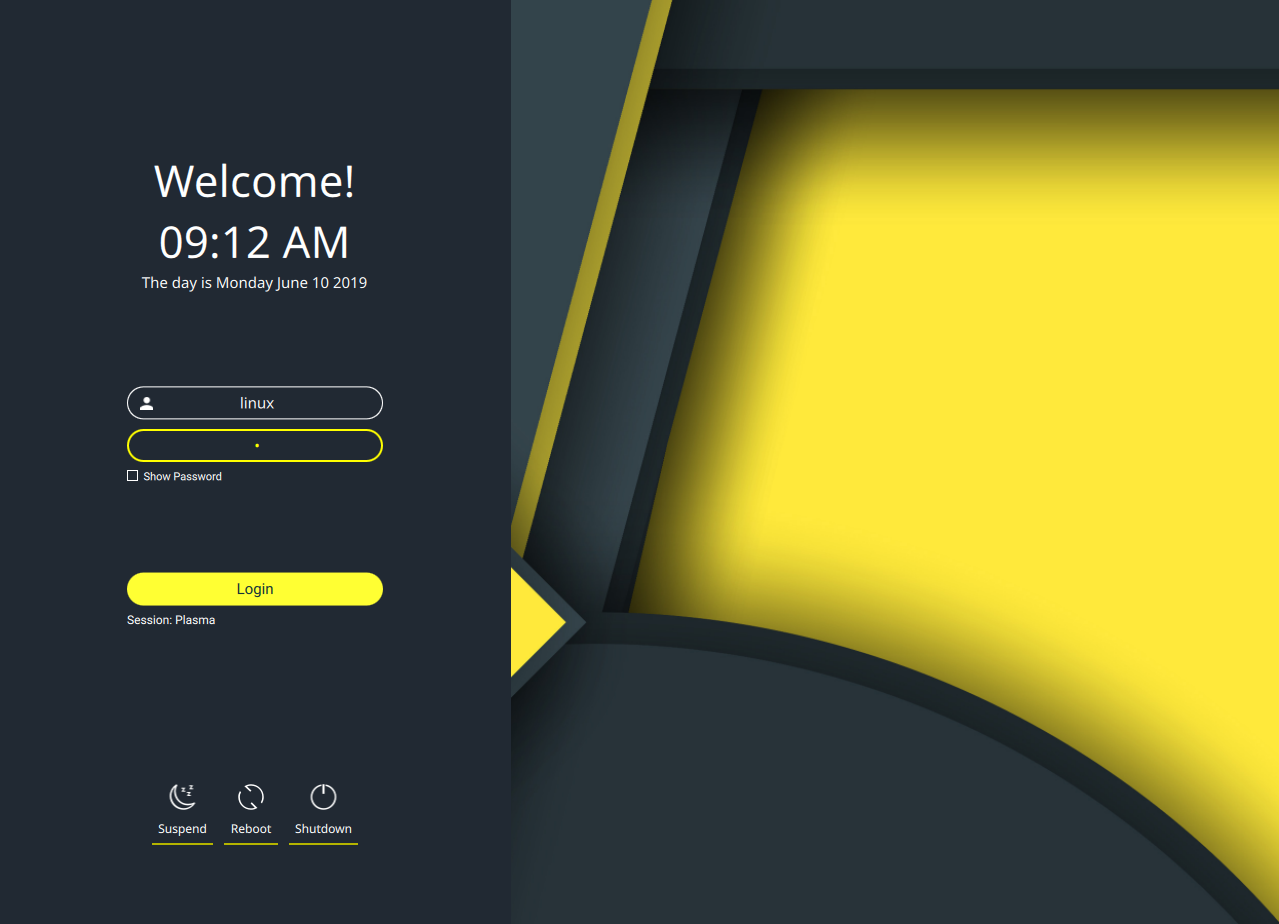 Welcome!
09:12 AM
The day is Monday June 10 2019
linux
Show Password
Login
Session: Plasma
Suspend Reboot Shutdown